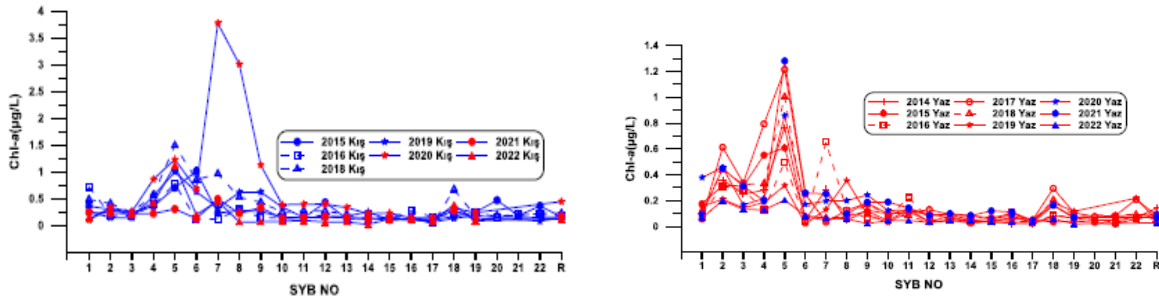 4
3.5
3
2.5
2
1.5
1
0.5
0
Chl-a(µg/L)
2015 Kış 2019 Kış 2021 Kış
2016 Kış 2020 Kış 2022 Kış
2018 Kış
1 2 3 4 5 6 7 8 9 10 11 12 13 14 15 16 17 18 19 20 21 22 R
SYB NO
1.4
1.2
1
0.8
0.6
0.4
0.2
0
Chl-a(µg/L)
2014 Yaz 2017 Yaz 2020 Yaz
2015 Yaz 2018 Yaz 2021 Yaz
2016 Yaz 2019 Yaz 2022 Yaz
1 2 3 4 5 6 7 8 9 10 11 12 13 14 15 16 17 18 19 20 21 22 R
SYB NO